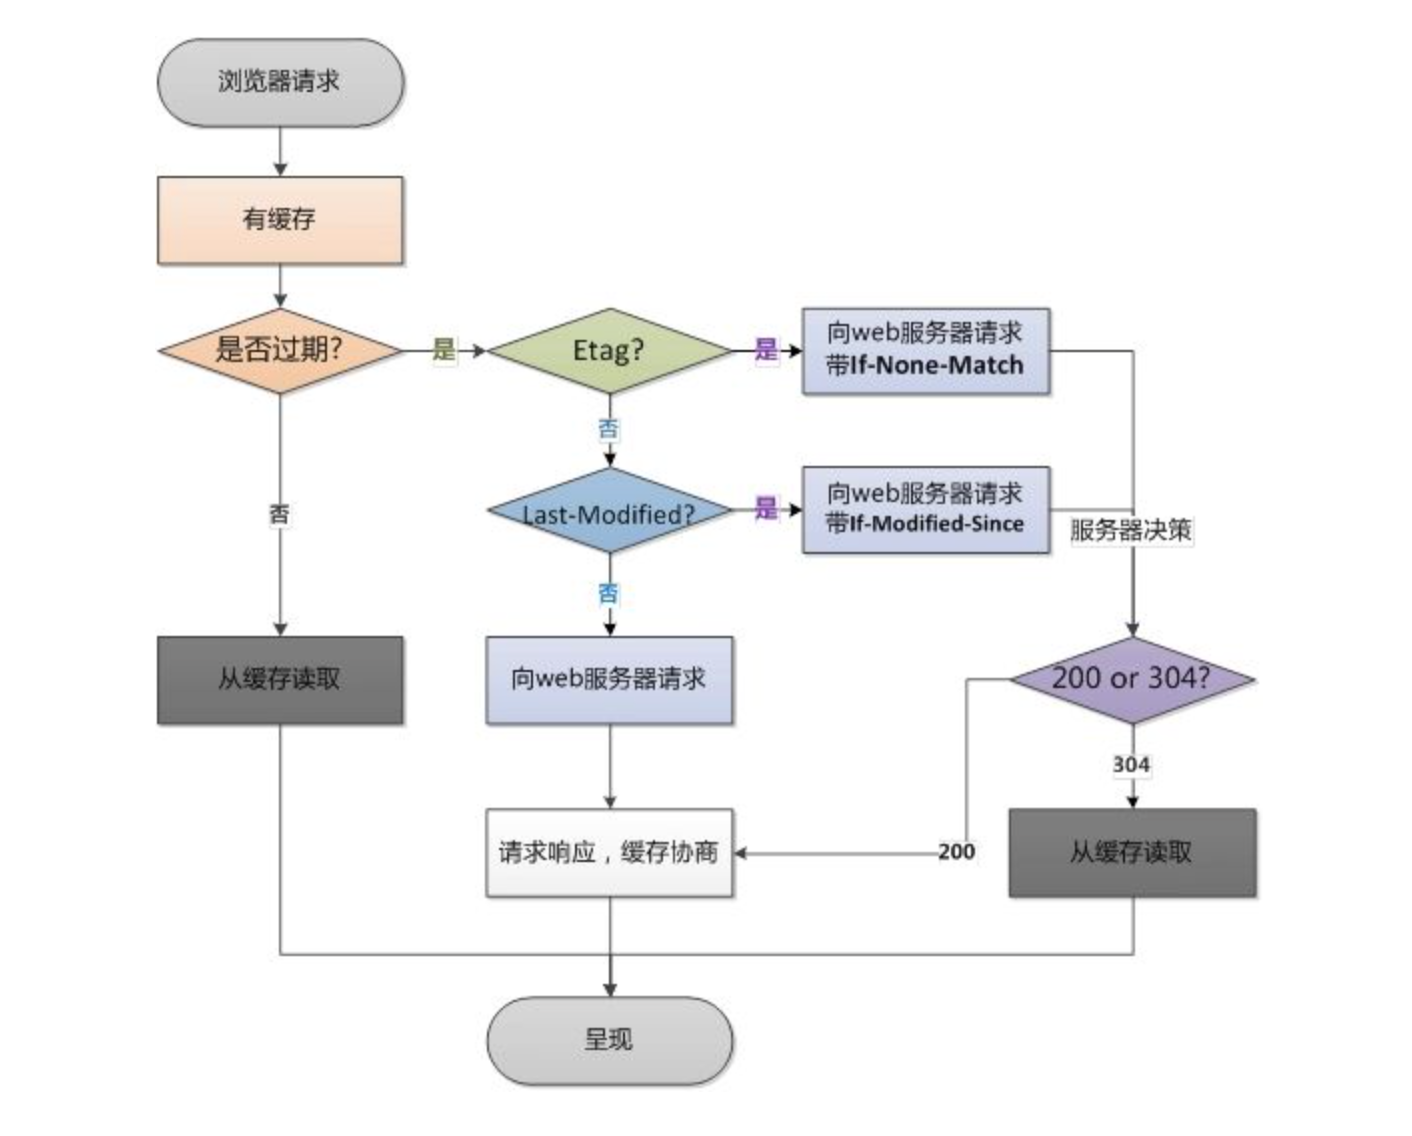 浏览器请求
有缓存
是否过期?
是
Etag?
是
向web服务器请求
带If-None-Match
否
否
Last-Modified?
是
向web服务器请求
带If-Modified-Since
服务器决策
否
从缓存读取
向web服务器请求
200 or 304?
304
请求响应，缓存协商
200
从缓存读取
呈现